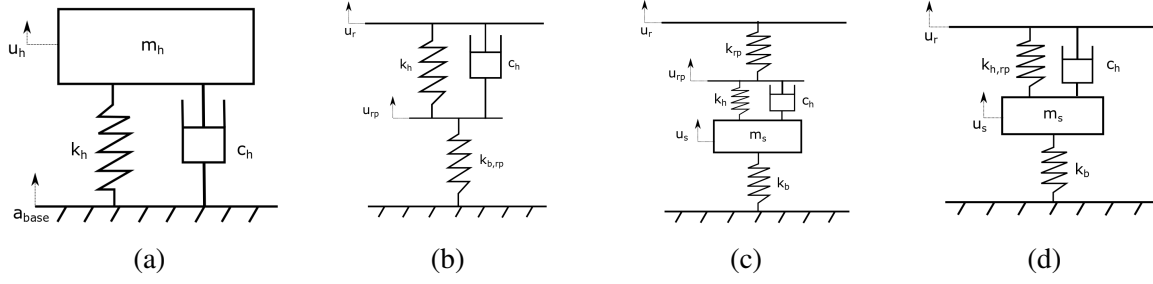 u_h
m_h
k_h
c_h
a_base
(a)
u_r
k_h
c_h
u_rp
k_b,rp
(b)
u_r
k_rp
u_rp
k_h
c_h
u_s
m_s
k_b
(c)
u_r
k_h,rp
c_h
u_s
m_s
k_b
(d)